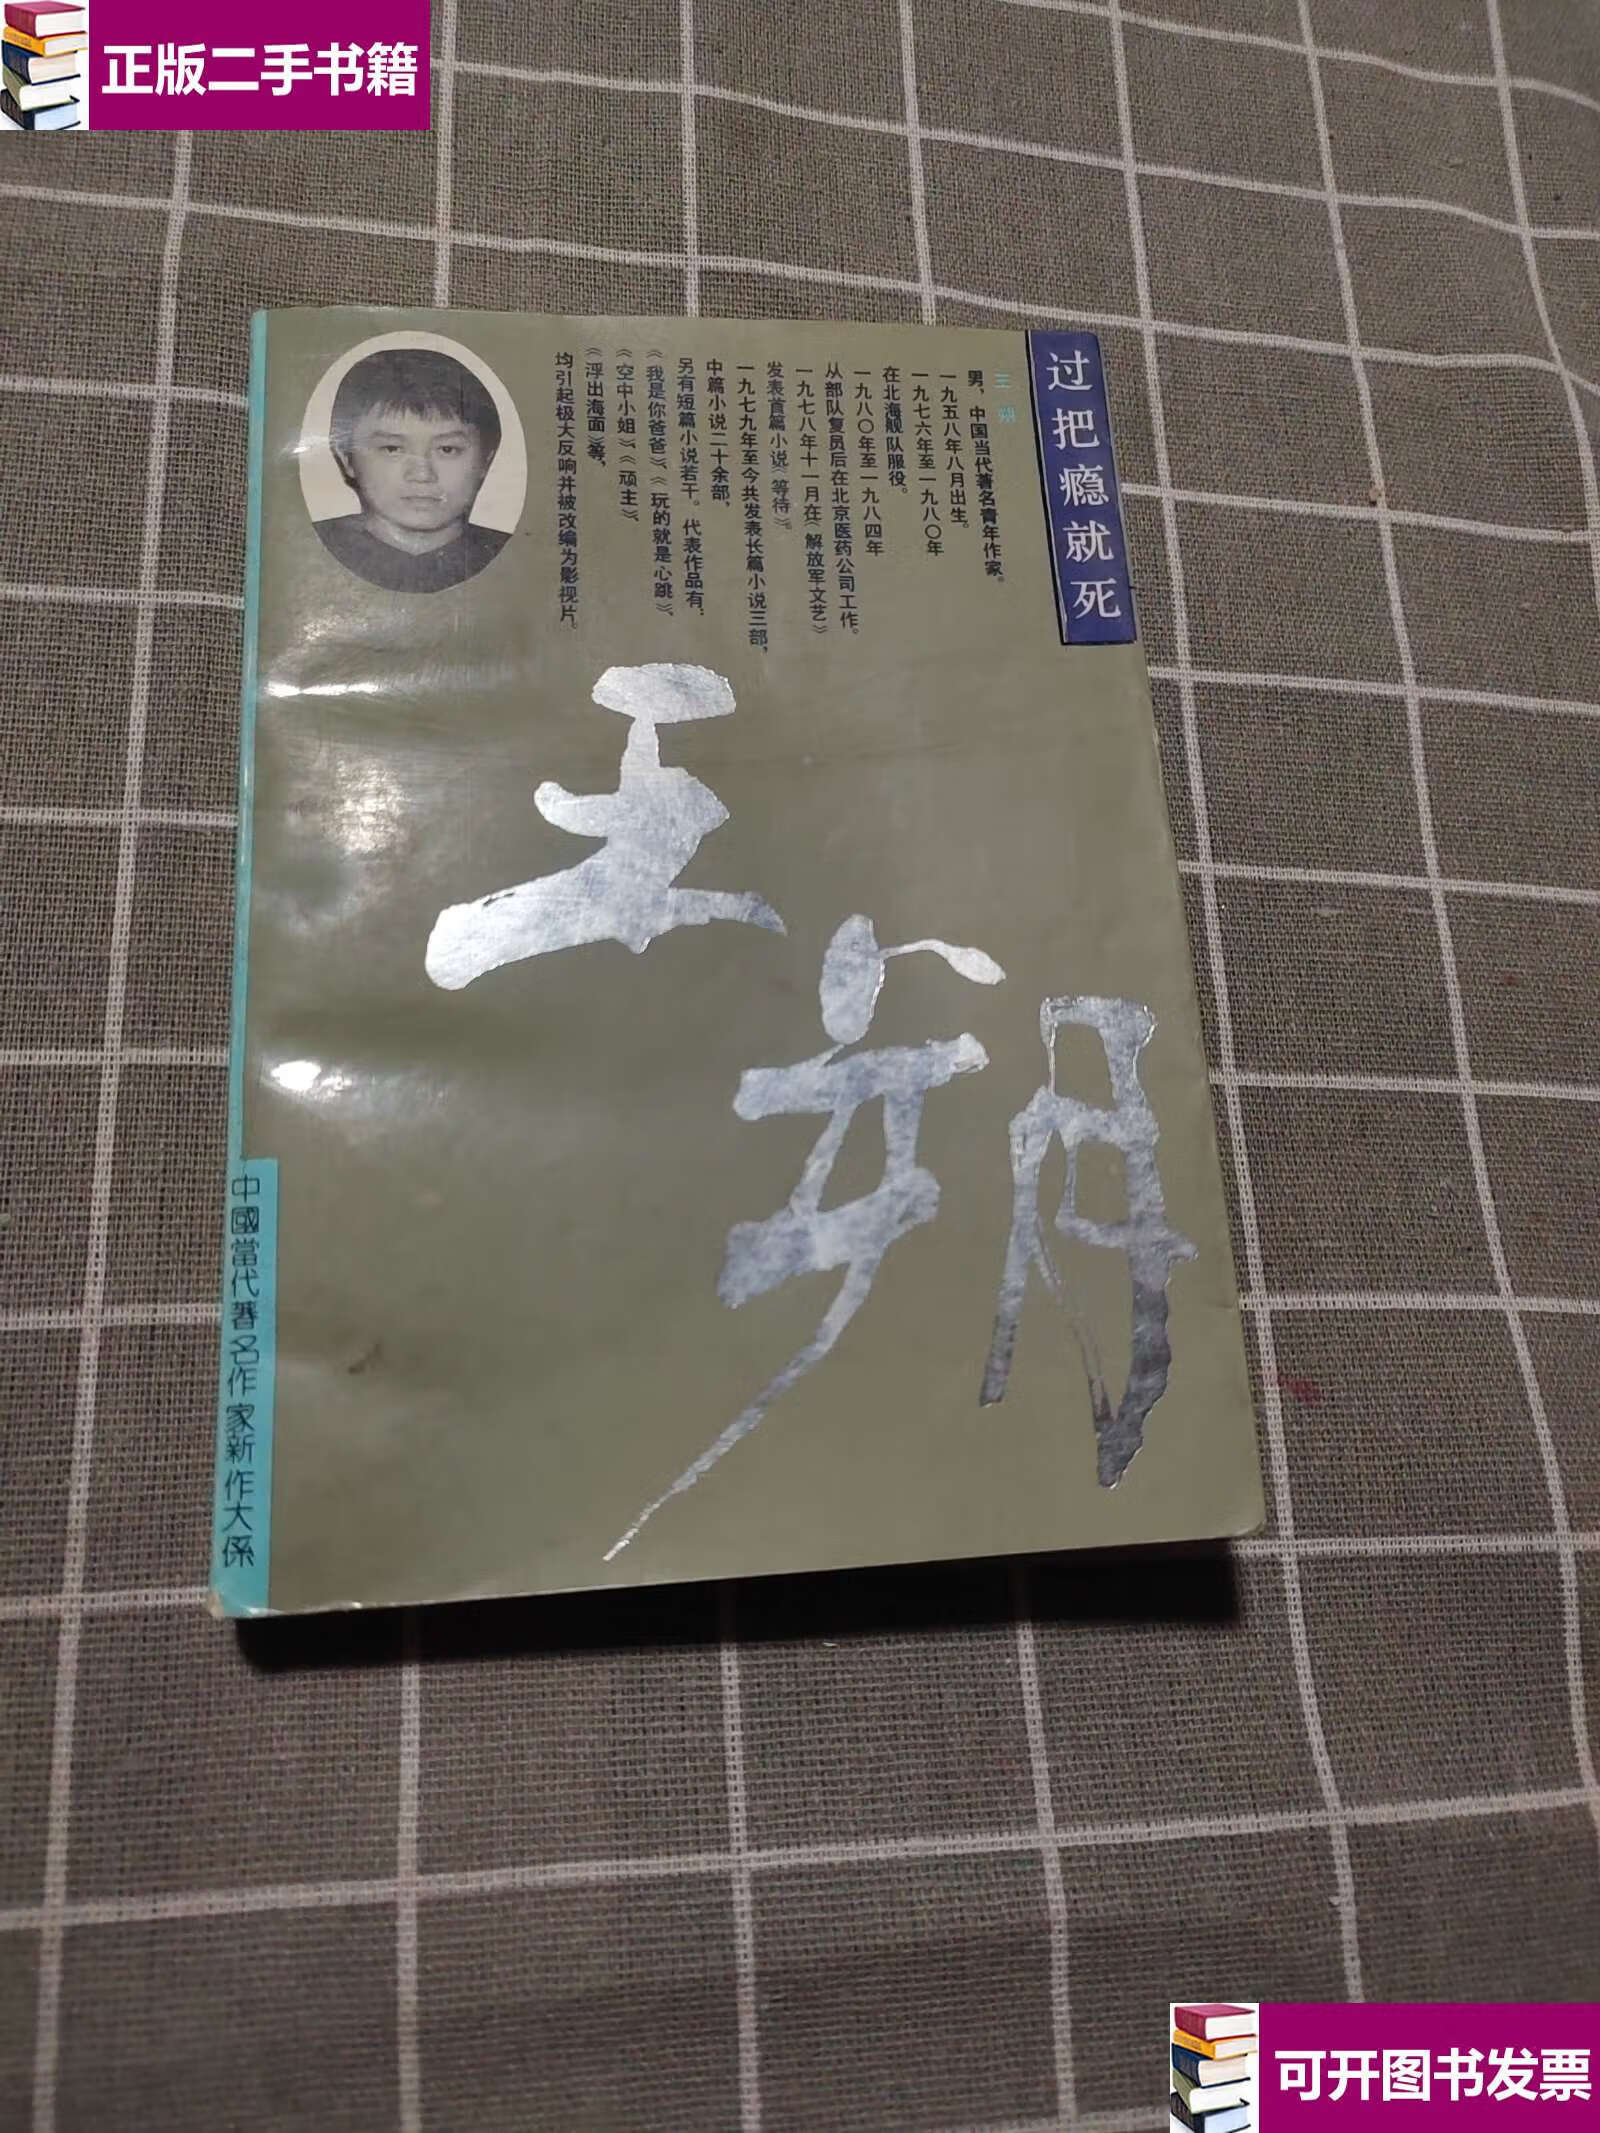 正版二手书籍
过把瘾就死
王朔
男，中国当代著名青年作家。
一九五八年八月出生。
一九七六年至一九八〇年
在北海舰队服役。
一九八〇年至一九八四年
从部队复员后在北京医药公司工作。
一九七八年十一月在《解放军文艺》
发表首篇小说《等待》。
一九七九年至今共发表长篇小说三部，
中篇小说二十余部，
另有短篇小说若干。代表作品有：
《我是你爸爸》、《玩的就是心跳》、
《空中小姐》、《顽主》、
《浮出海面》等，
均引起极大反响并被改编为影视片。
王朔
中國當代著名作家新作大係
可开图书发票